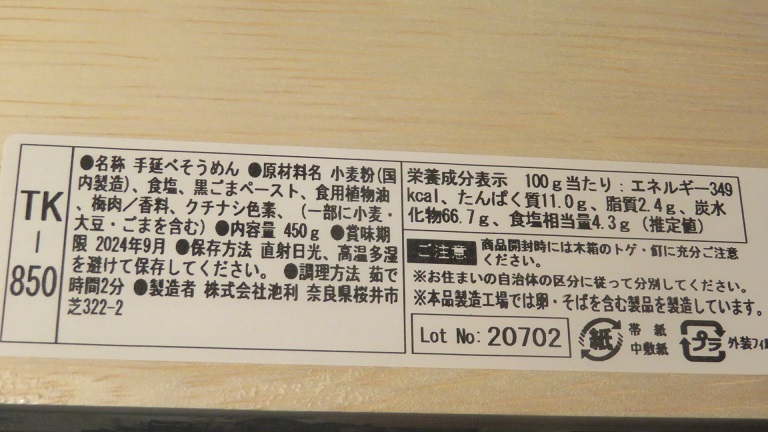 TK
-
850
●名称 手延べそうめん ●原材料名 小麦粉(国
内製造)、食塩、黒ごまペースト、食用植物油
、梅肉/香料、クチナシ色素、(一部に小麦・
大豆・ごまを含む)●内容量 450g ●賞味期
限 2024年9月 ●保存方法 直射日光、高温多湿
を避けて保存してください。 ●調理方法 茹で
時間2分 ●製造者 株式会社池利 奈良県桜井市
芝322-2
栄養成分表示 100g当たり:エネルギー349
kcal、たんぱく質11.0g、脂質2.4g、炭水
化物66.7g、食塩相当量4.3g(推定値)
ご注意 商品開封時には木箱のトゲ・釘に充分ご注意
ください。
※お住まいの自治体の区分に従って分別してください。
※本品製造工場では卵・そばを含む製品を製造しています。
Lot No: 20702
紙 帯 紙
中敷紙
プラ 外装フィ